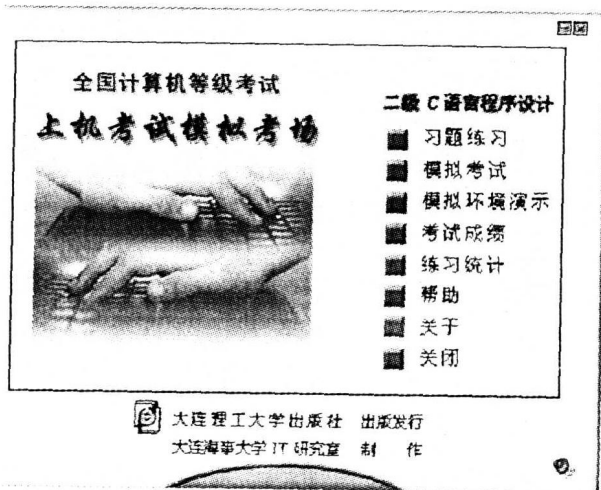 全国计算机等级考试
上机考试模拟考场
二级 C 语言程序设计
习题练习
模拟考试
模拟环境演示
考试成绩
练习统计
帮助
关于
关闭
大连理工大学出版社 出版发行
大连海事大学 IT 研究室 制 作